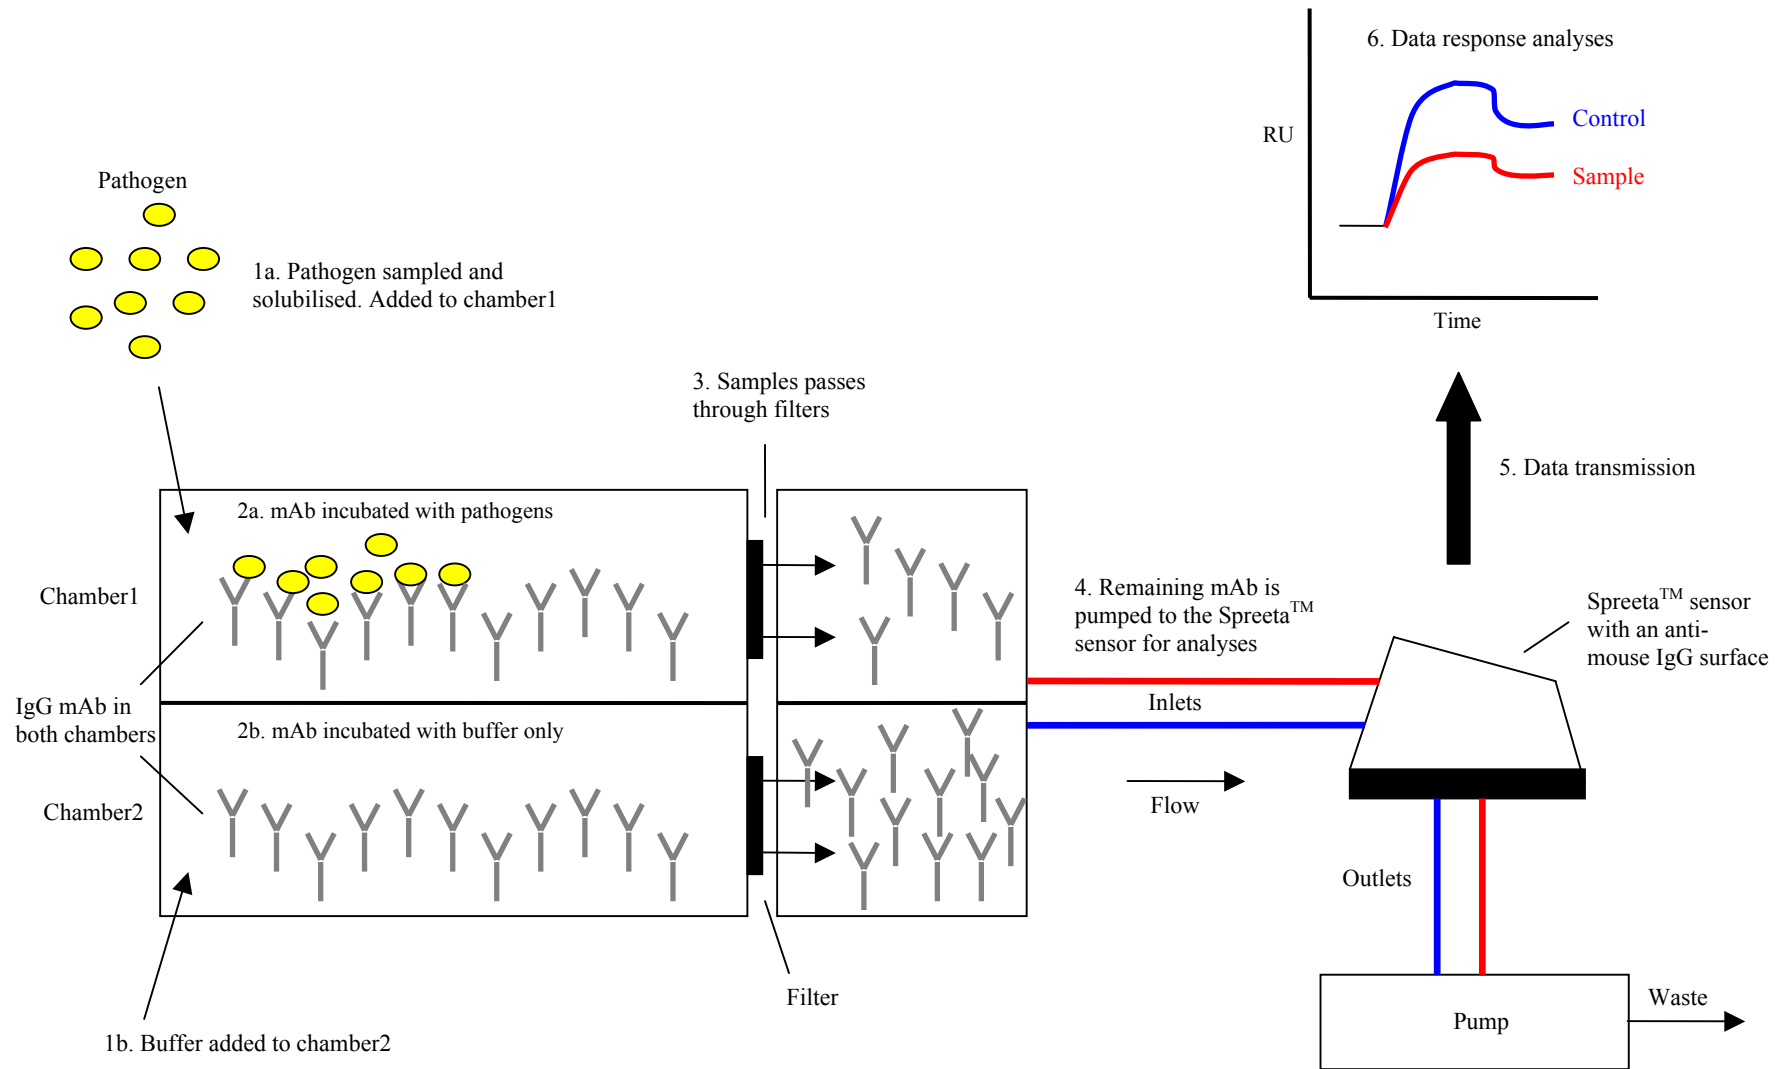 6. Data response analyses
Control
RU
Sample
Time
Pathogen
1a. Pathogen sampled and
solubilised. Added to chamber1
3. Samples passes
through filters
2a. mAb incubated with pathogens
Chamber1
IgG mAb in
both chambers
2b. mAb incubated with buffer only
Chamber2
1b. Buffer added to chamber2
Filter
4. Remaining mAb is
pumped to the Spreeta™
sensor for analyses
Inlets
Flow
5. Data transmission
Spreeta™ sensor
with an anti-
mouse IgG surface
Outlets
Pump
Waste